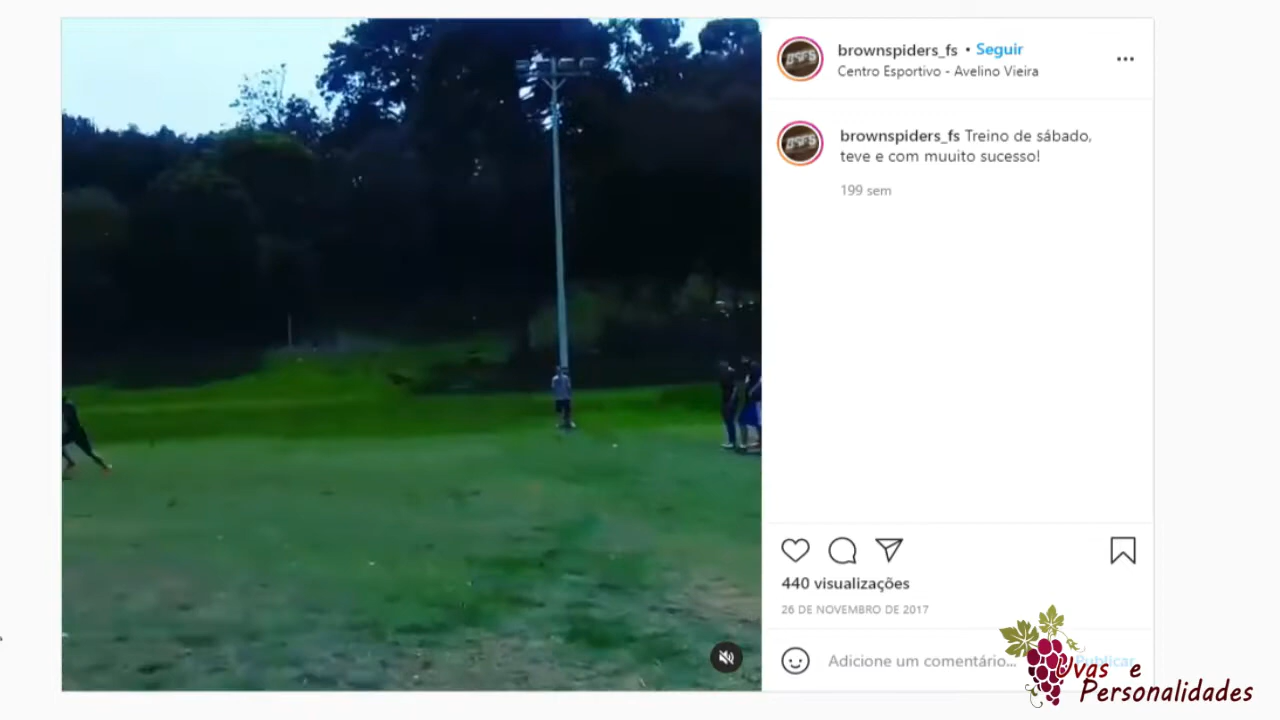 brownspiders_fs • Seguir
Centro Esportivo - Avelino Vieira
brownspiders_fs Treino de sábado,
teve e com muuito sucesso!
199 sem
440 visualizações
26 DE NOVEMBRO DE 2017
Adicione um comentário...
Publicar
Uvas e
Personalidades